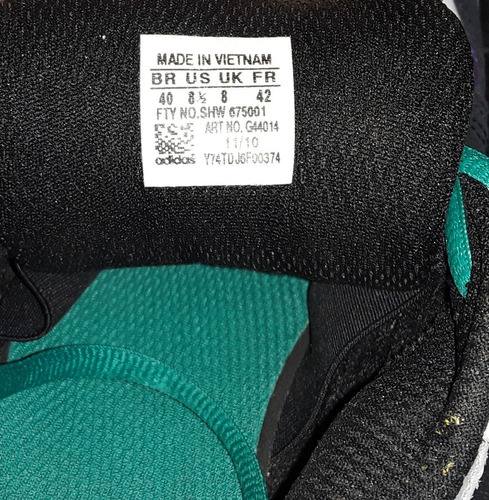 MADE IN VIETNAM
BR US UK FR
40 8½ 8 42
FTY NO.SHW 675001
ART NO. G44014
11/10
adidas Y74TDJ6F00374